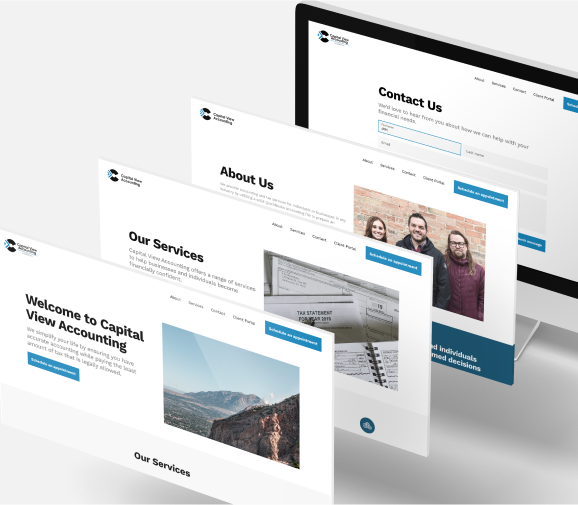 Capital View
Accounting
About
Services
Contact
Client Portal
Contact Us
We'd love to hear from you about how we can help with your
financial needs.
Email
Last name
Capital View
Accounting
About
Services
Contact
Client Portal
Schedule an appointment
About Us
Capital View
Accounting
About
Services
Contact
Client Portal
Schedule an appointment
Our Services
Capital View Accounting offers a range of services
to help businesses and individuals become
financially confident.
TAX STATEMENT
FOR YEAR 2015
individuals
med decisions
Capital View
Accounting
About
Services
Contact
Client Portal
Schedule an appointment
Welcome to Capital
View Accounting
We simplify your life by ensuring you have
accurate accounting while paying the least
amount of tax that is legally allowed.
Schedule an appointment
Our Services